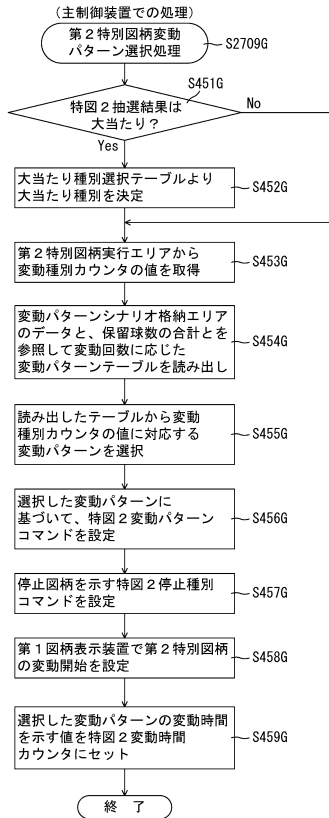 (主制御装置での処理)
第2特別図柄変動
パターン選択処理
S2709G
S451G
特図2抽選結果は
大当たり?
No
Yes
大当たり種別選択テーブルより
大当たり種別を決定
S452G
第2特別図柄実行エリアから
変動種別カウンタの値を取得
S453G
変動パターンシナリオ格納エリア
のデータと、保留球数の合計とを
参照して変動回数に応じた
変動パターンテーブルを読み出し
S454G
読み出したテーブルから変動
種別カウンタの値に対応する
変動パターンを選択
S455G
選択した変動パターンに
基づいて、特図2変動パターン
コマンドを設定
S456G
停止図柄を示す特図2停止種別
コマンドを設定
S457G
第1図柄表示装置で第2特別図柄
の変動開始を設定
S458G
選択した変動パターンの変動時間
を示す値を特図2変動時間
カウンタにセット
S459G
終 了